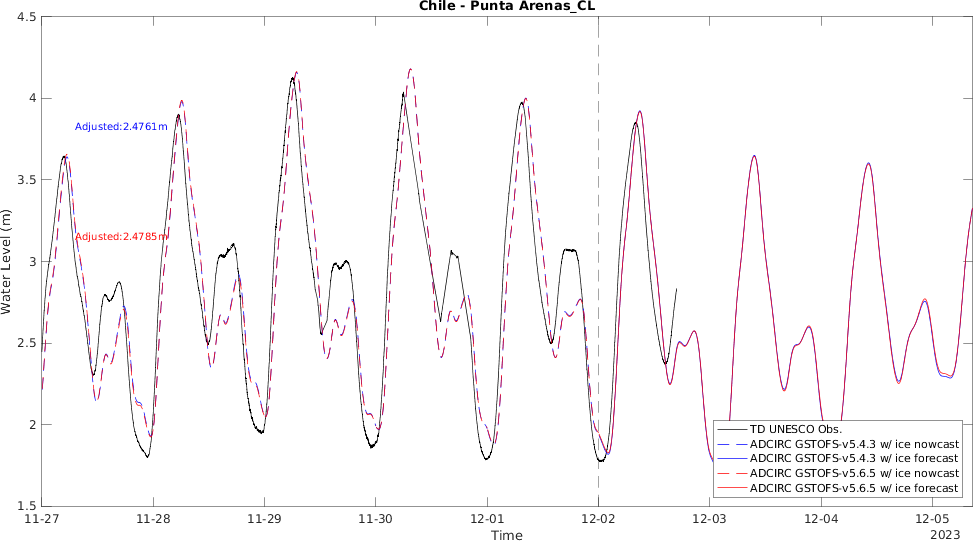 Chile - Punta Arenas_CL
4.5
4
3.5
3
2.5
2
1.5
Water Level (m)
Adjusted:2.4761m
Adjusted:2.4785m
TD UNESCO Obs.
ADCIRC GSTOFS-v5.4.3 w/ ice nowcast
ADCIRC GSTOFS-v5.4.3 w/ ice forecast
ADCIRC GSTOFS-v5.6.5 w/ ice nowcast
ADCIRC GSTOFS-v5.6.5 w/ ice forecast
11-27 11-28 11-29 11-30 12-01 12-02 12-03 12-04 12-05
Time
2023